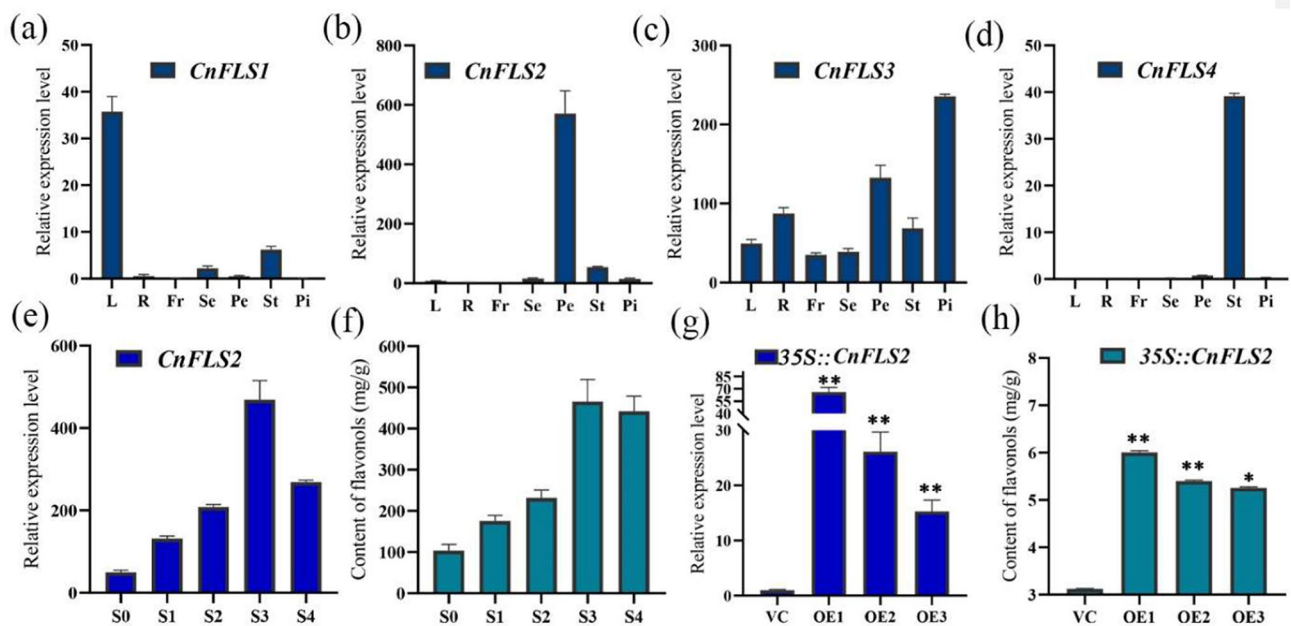 (a)
Relative expression level
50
40
30
20
10
0
CnFLS1
L R Fr Se Pe St Pi
(b)
Relative expression level
800
600
400
200
0
CnFLS2
L R Fr Se Pe St Pi
(c)
Relative expression level
300
200
100
0
CnFLS3
L R Fr Se Pe St Pi
(d)
Relative expression level
50
40
30
20
10
0
CnFLS4
L R Fr Se Pe St Pi
(e)
Relative expression level
600
400
200
0
CnFLS2
S0 S1 S2 S3 S4
(f)
Content of flavonols (mg/g)
600
500
400
300
200
100
0
S0 S1 S2 S3 S4
(g)
Relative expression level
85
70
55
40
30
20
10
0
35S::CnFLS2
**
**
**
VC OE1 OE2 OE3
(h)
Content of flavonols (mg/g)
8
7
6
5
4
3
35S::CnFLS2
**
**
*
VC OE1 OE2 OE3